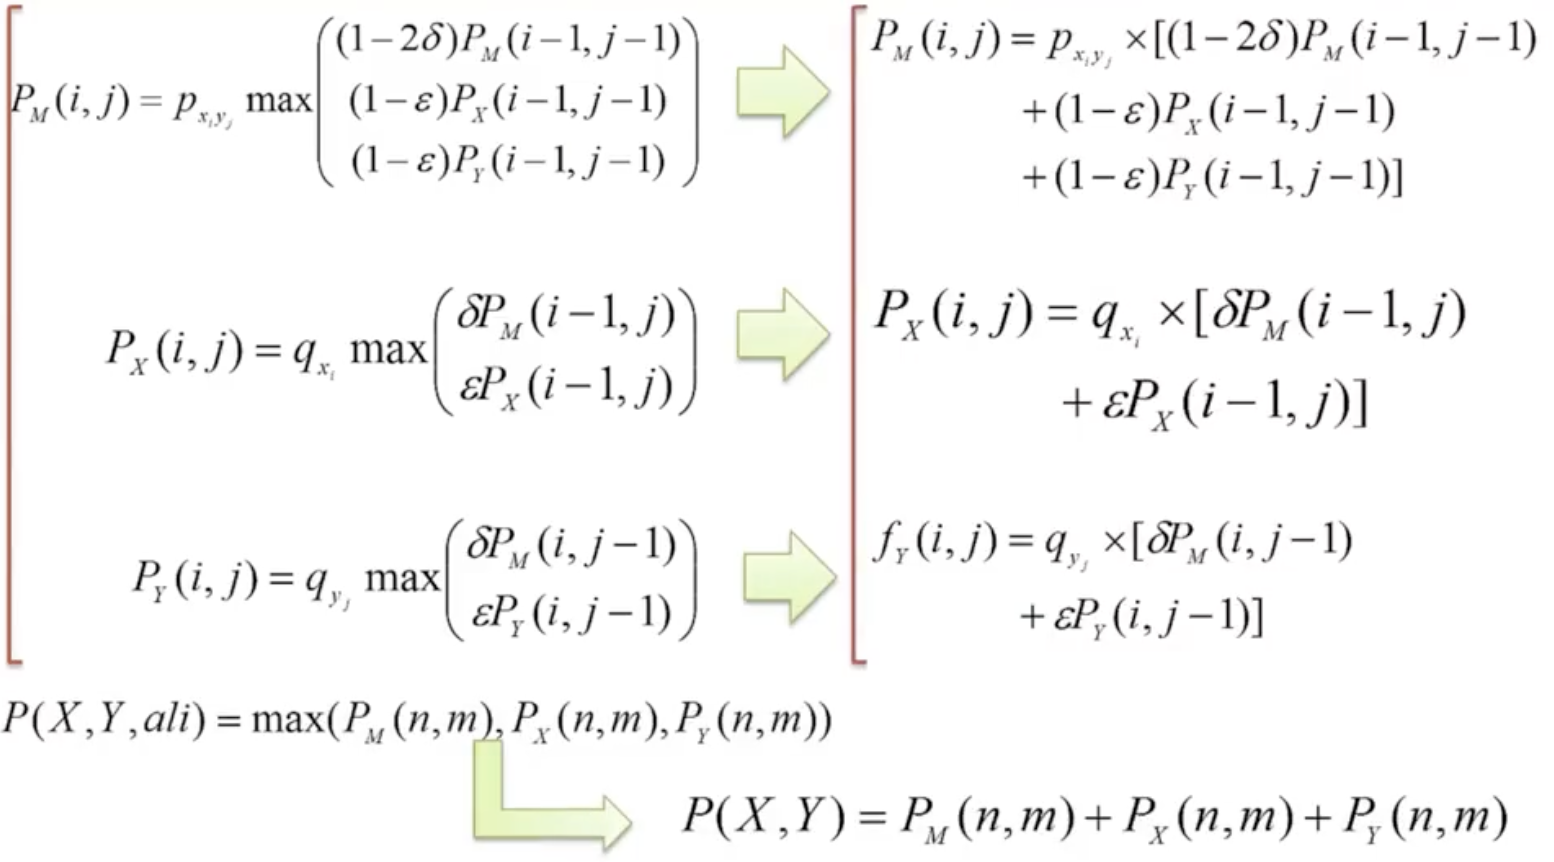 P_M(i, j) = p_{x_i y_j} max( (1−2δ)P_M(i−1, j−1)
(1−ε)P_X(i−1, j−1)
(1−ε)P_Y(i−1, j−1) )
P_M(i, j) = p_{x_i y_j} ×[(1−2δ)P_M(i−1, j−1)
+(1−ε)P_X(i−1, j−1)
+(1−ε)P_Y(i−1, j−1)]
P_X(i, j) = q_{x_i} max( δP_M(i−1, j)
εP_X(i−1, j) )
P_X(i, j) = q_{x_i} ×[δP_M(i−1, j)
+εP_X(i−1, j)]
P_Y(i, j) = q_{y_j} max( δP_M(i, j−1)
εP_Y(i, j−1) )
f_Y(i, j) = q_{y_j} ×[δP_M(i, j−1)
+εP_Y(i, j−1)]
P(X,Y,ali) = max(P_M(n,m), P_X(n,m), P_Y(n,m))
P(X,Y) = P_M(n,m)+P_X(n,m)+P_Y(n,m)